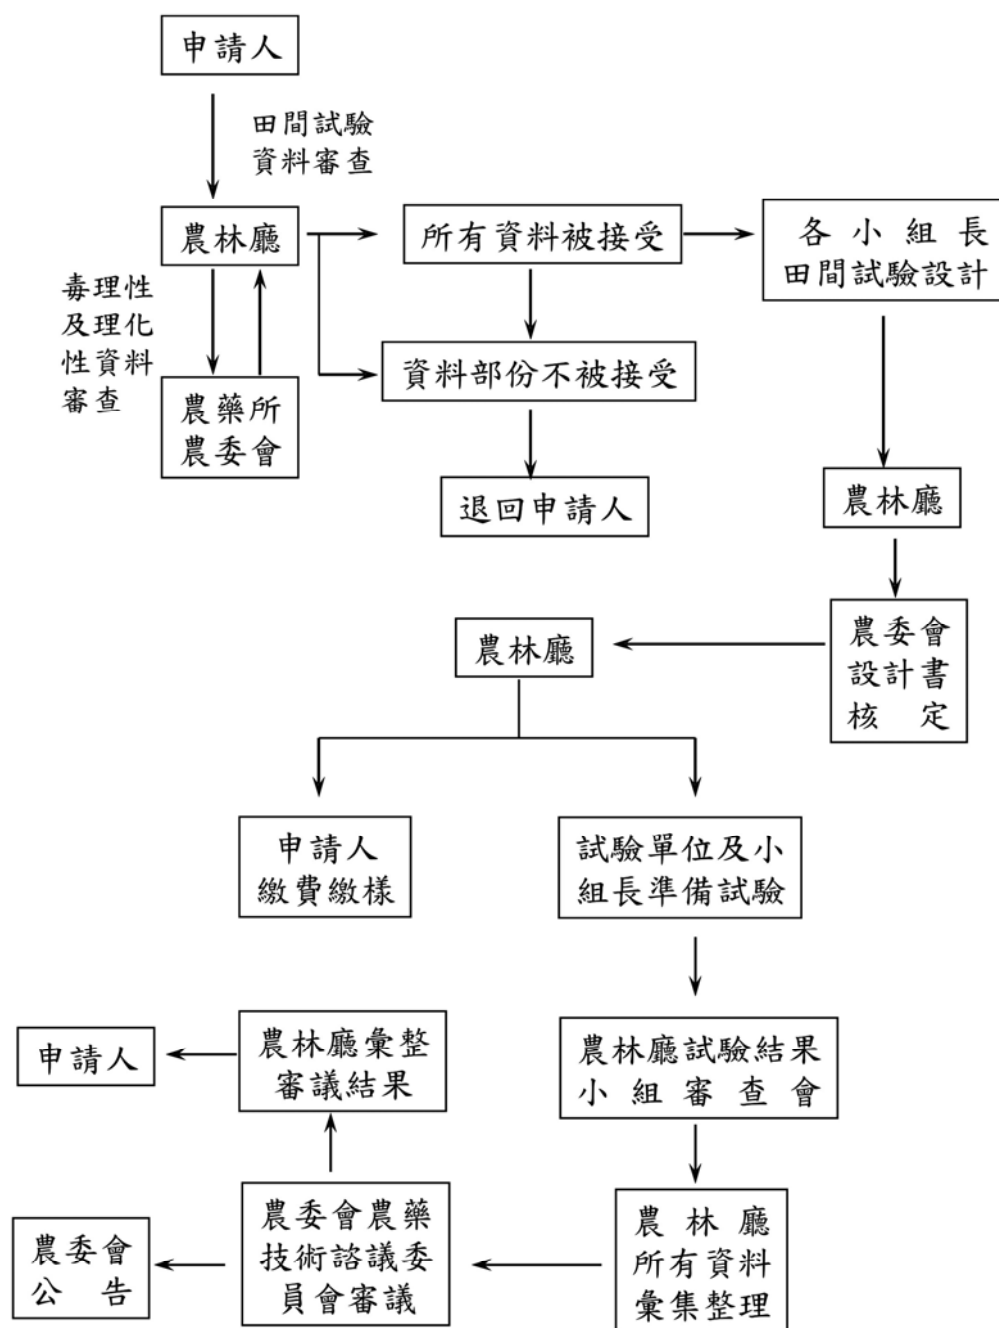 申請人
田間試驗
資料審查
農林廳
所有資料被接受
各小組長
田間試驗設計
毒理性
及理化
性資料
審查
資料部份不被接受
農藥所
農委會
退回申請人
農林廳
農委會
設計書
核定
農林廳
申請人
繳費繳樣
試驗單位及小
組長準備試驗
申請人
農林廳彙整
審議結果
農林廳試驗結果
小組審查會
農委會
公告
農委會農藥
技術諮議委
員會審議
農林廳
所有資料
彙集整理